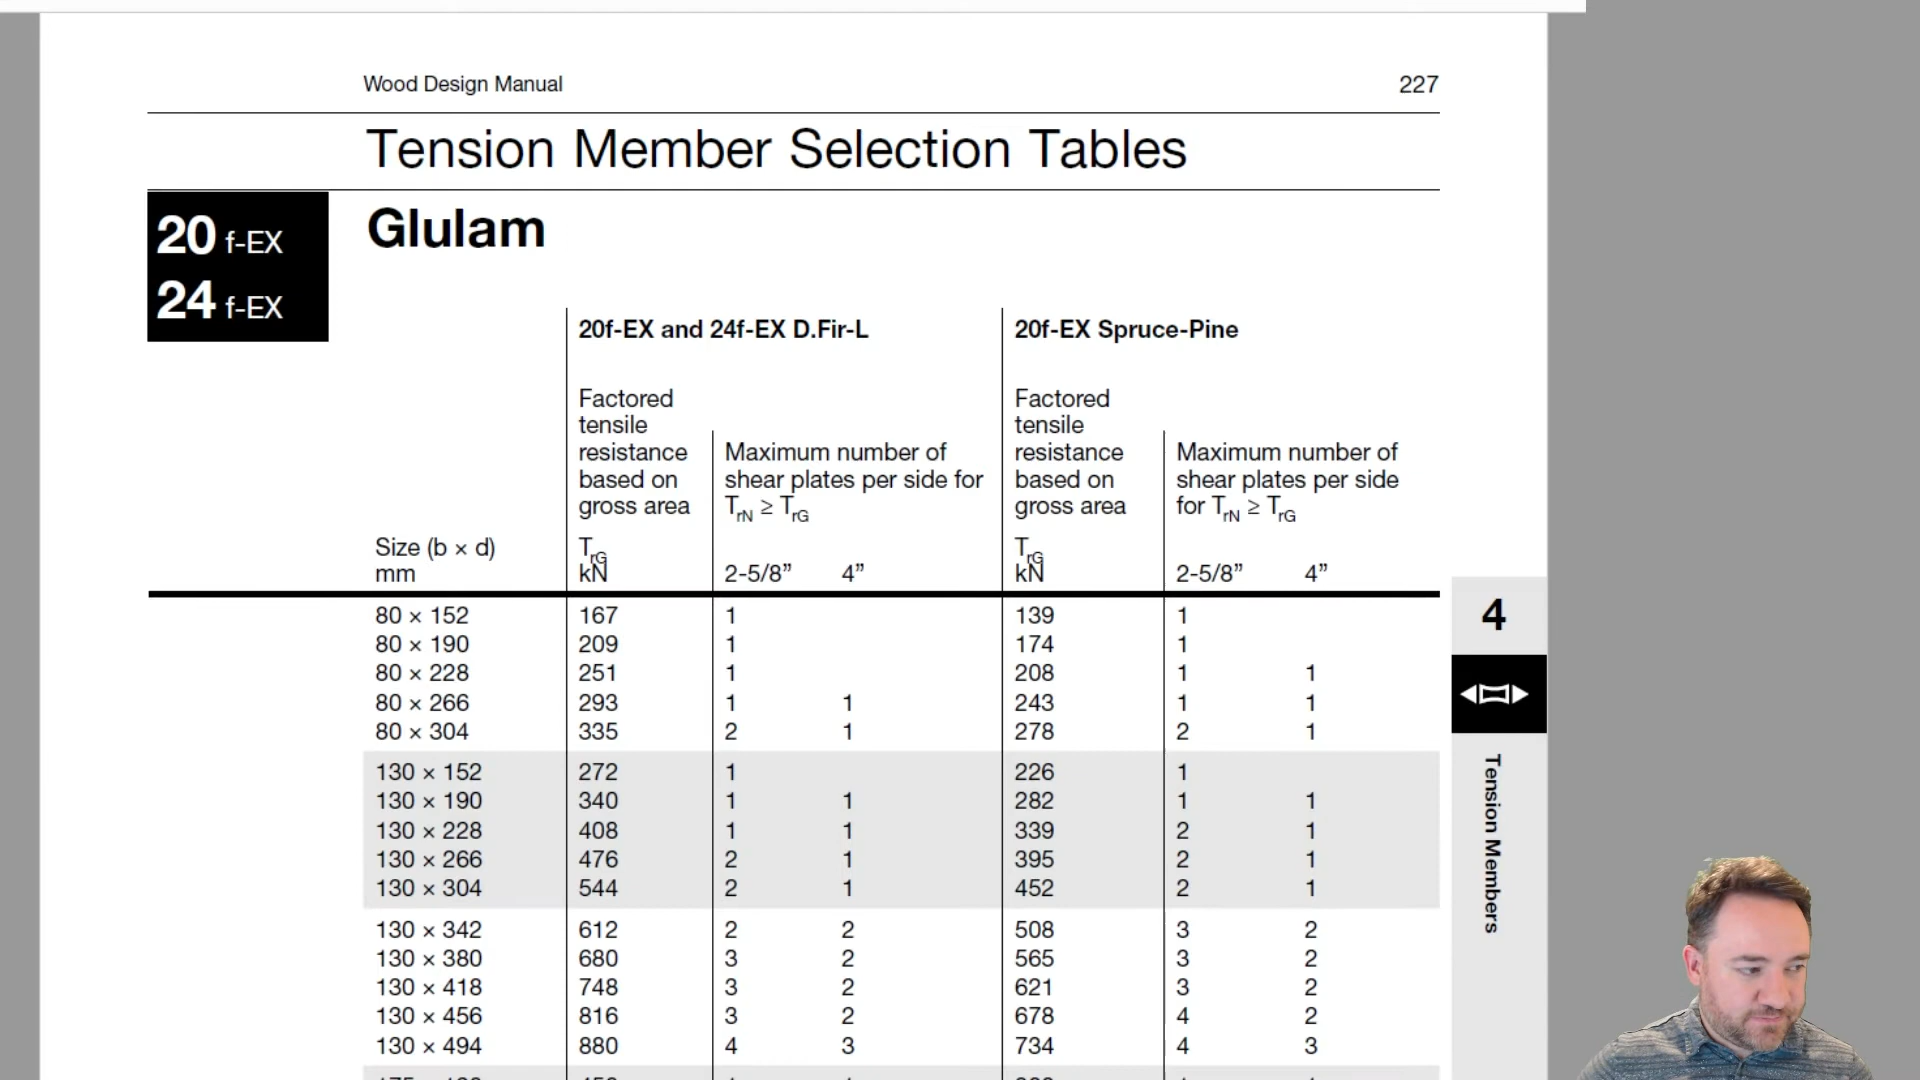 Wood Design Manual 227
Tension Member Selection Tables
20 f-EX
24 f-EX
Glulam
20f-EX and 24f-EX D.Fir-L 20f-EX Spruce-Pine
Factored Factored
tensile tensile
resistance Maximum number of resistance Maximum number of
based on shear plates per side for based on shear plates per side
gross area TrN ≥ TrG gross area for TrN ≥ TrG
Size (b × d) TrG TrG
mm kN 2-5/8” 4” kN 2-5/8” 4”
80 × 152 167 1 139 1
80 × 190 209 1 174 1
80 × 228 251 1 208 1 1
80 × 266 293 1 1 243 1 1
80 × 304 335 2 1 278 2 1
130 × 152 272 1 226 1
130 × 190 340 1 1 282 1 1
130 × 228 408 1 1 339 2 1
130 × 266 476 2 1 395 2 1
130 × 304 544 2 1 452 2 1
130 × 342 612 2 2 508 3 2
130 × 380 680 3 2 565 3 2
130 × 418 748 3 2 621 3 2
130 × 456 816 3 2 678 4 2
130 × 494 880 4 3 734 4 3
4
Tension Members